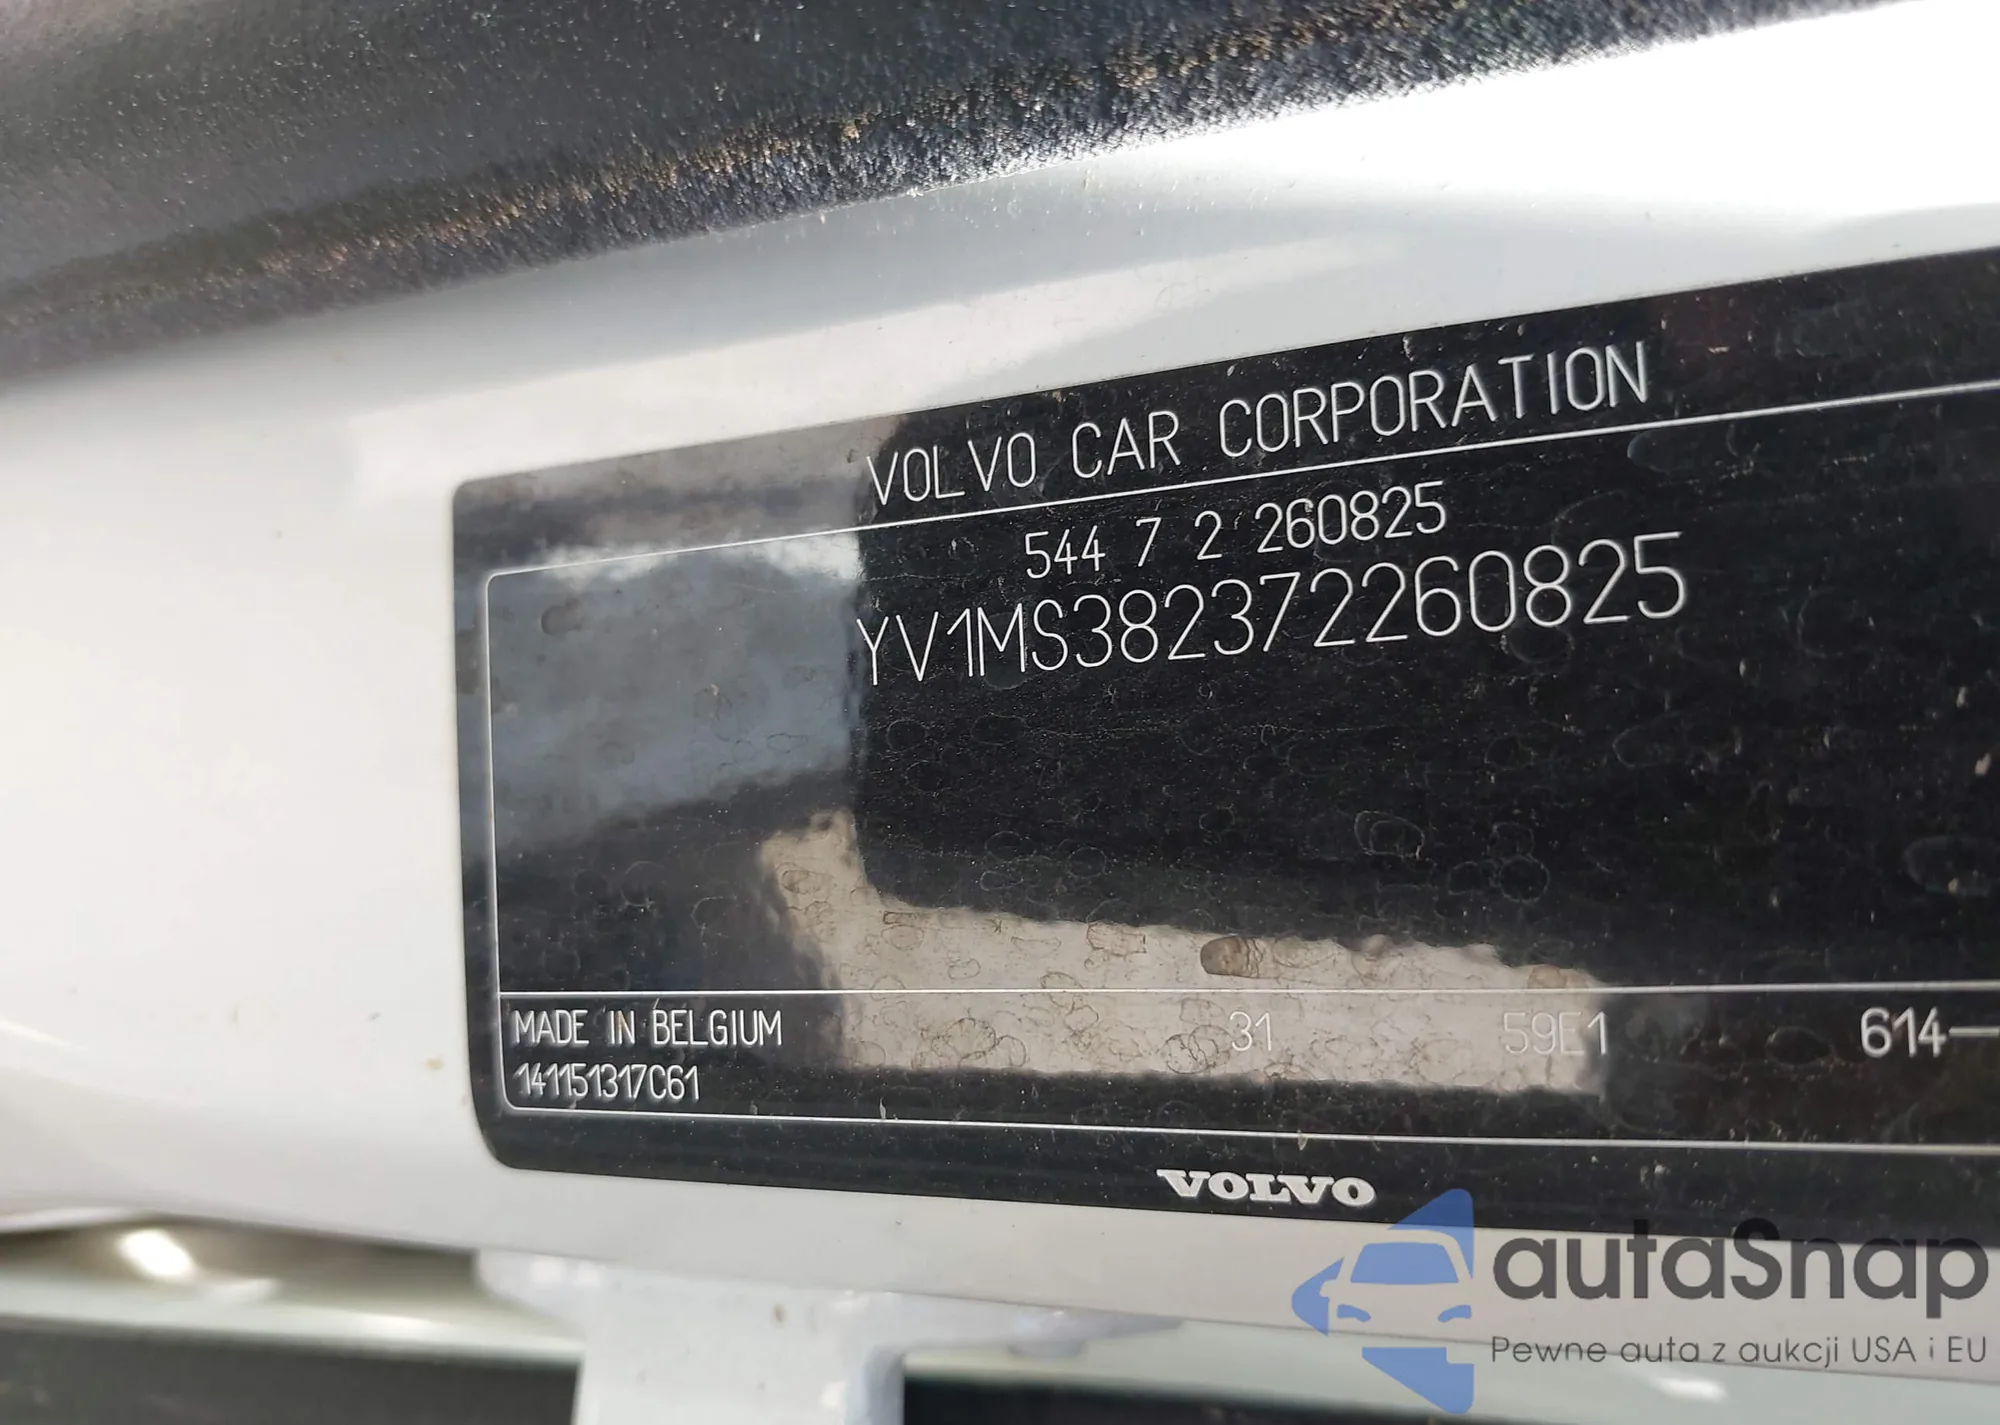 VOLVO CAR CORPORATION
544 7 2 260825
YV1MS382372260825
MADE IN BELGIUM 31 59E1 614—
141151317C61
VOLVO
autaSnap
Pewne auta z aukcji USA i EU